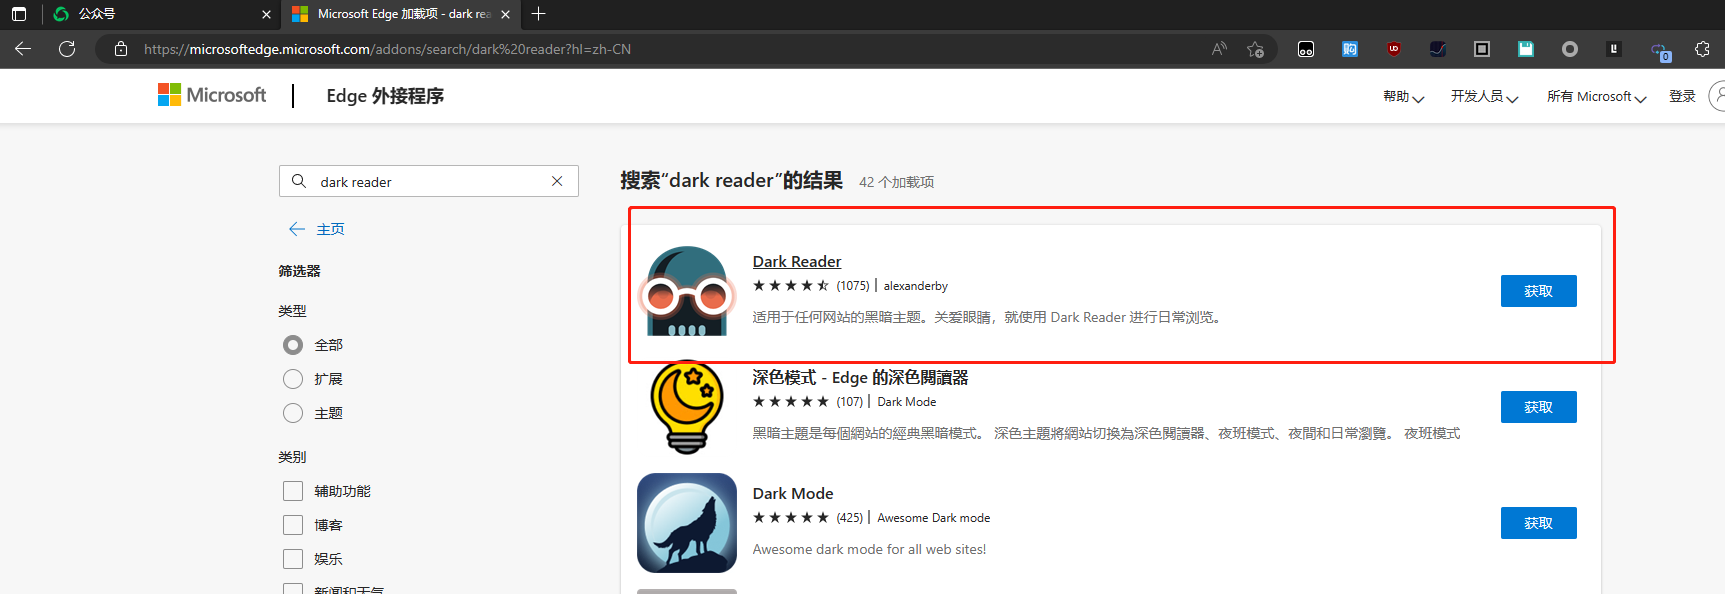 公众号
Microsoft Edge 加载项 - dark rea
https://microsoftedge.microsoft.com/addons/search/dark%20reader?hl=zh-CN
Microsoft
Edge 外接程序
帮助
开发人员
所有 Microsoft
登录
dark reader
主页
筛选器
类型
全部
扩展
主题
类别
辅助功能
博客
娱乐
新闻和天气
搜索“dark reader”的结果 42 个加载项
Dark Reader
(1075) | alexanderby
适用于任何网站的黑暗主题。关爱眼睛，就使用 Dark Reader 进行日常浏览。
获取
深色模式 - Edge 的深色閱讀器
(107) | Dark Mode
黑暗主題是每個網站的經典黑暗模式。 深色主題將網站切換為深色閱讀器、夜班模式、夜間和日常瀏覽。 夜班模式
获取
Dark Mode
(425) | Awesome Dark mode
Awesome dark mode for all web sites!
获取